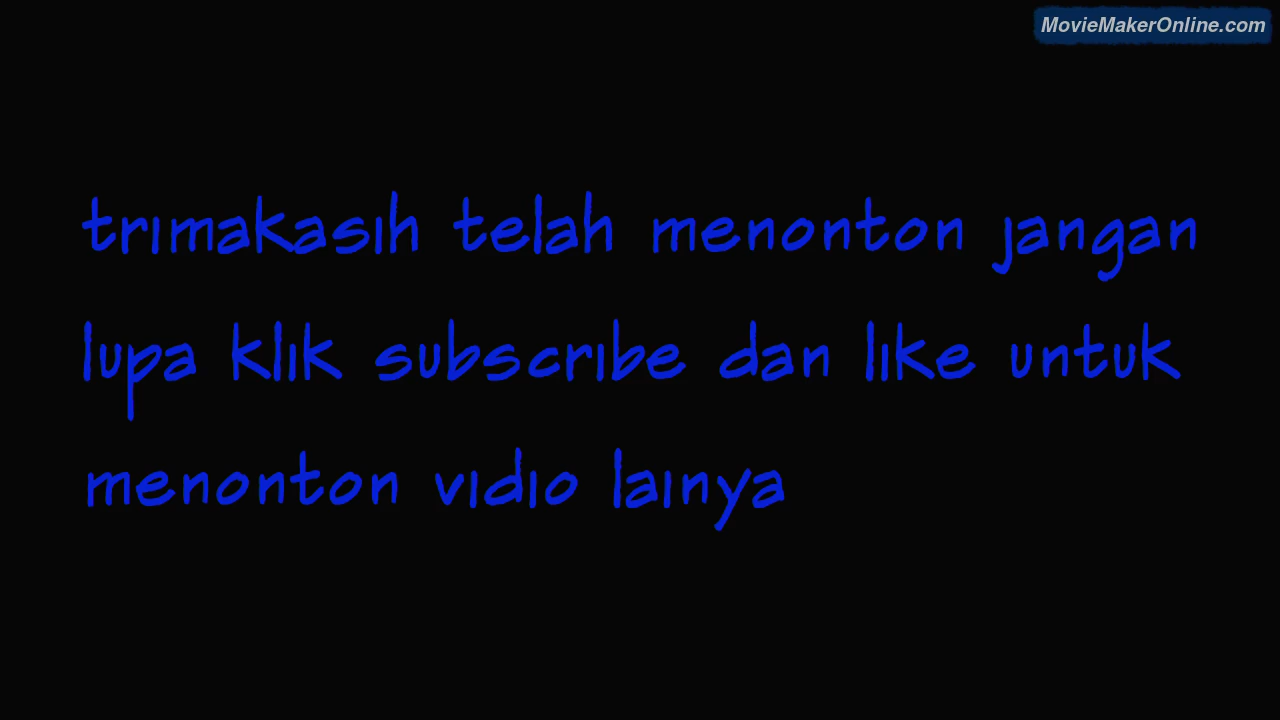 MovieMakerOnline.com
trimakasih telah menonton jangan
lupa klik subscribe dan like untuk
menonton vidio lainya